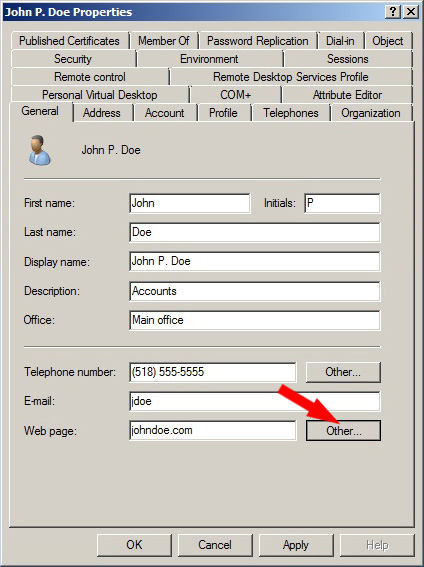 John P. Doe Properties ? X
Published Certificates Member Of Password Replication Dial-in Object
Security Environment Sessions
Remote control Remote Desktop Services Profile
Personal Virtual Desktop COM+ Attribute Editor
General Address Account Profile Telephones Organization
John P. Doe
First name: John Initials: P
Last name: Doe
Display name: John P. Doe
Description: Accounts
Office: Main office
Telephone number: (518) 555-5555 Other...
E-mail: jdoe
Web page: johndoe.com Other...
OK Cancel Apply Help